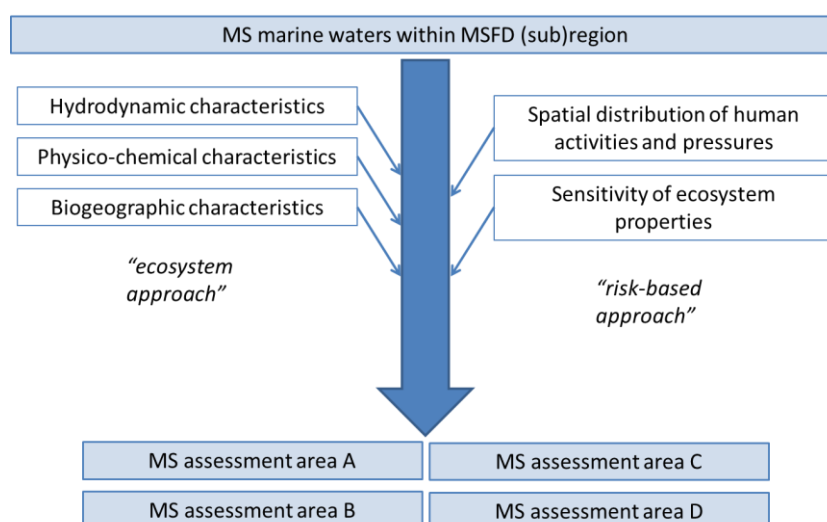 MS marine waters within MSFD (sub)region
Hydrodynamic characteristics
Physico-chemical characteristics
Biogeographic characteristics
“ecosystem
approach”
Spatial distribution of human
activities and pressures
Sensitivity of ecosystem
properties
“risk-based
approach”
MS assessment area A
MS assessment area C
MS assessment area B
MS assessment area D